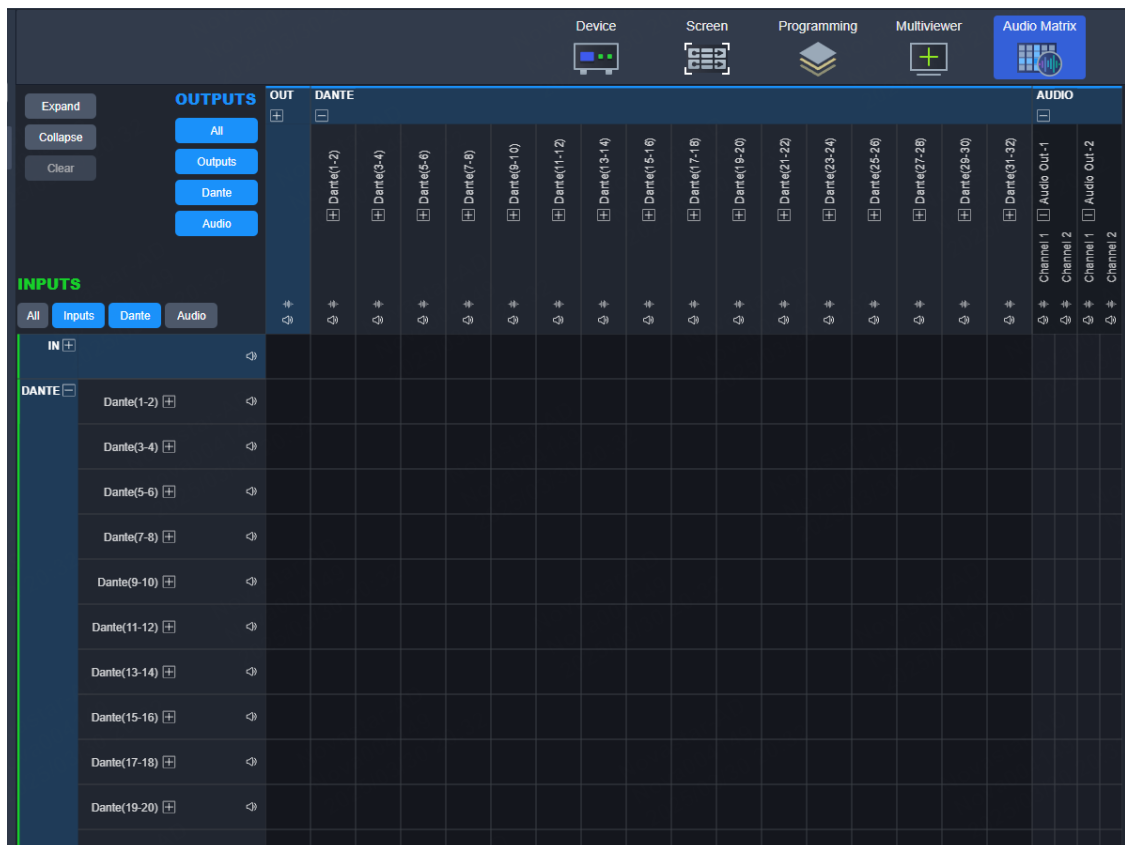 Device
Screen
Programming
Multiviewer
Audio Matrix
Expand
Collapse
Clear
OUTPUTS
All
Outputs
Dante
Audio
OUT
DANTE
AUDIO
Dante(1-2)
Dante(3-4)
Dante(5-6)
Dante(7-8)
Dante(9-10)
Dante(11-12)
Dante(13-14)
Dante(15-16)
Dante(17-18)
Dante(19-20)
Dante(21-22)
Dante(23-24)
Dante(25-26)
Dante(27-28)
Dante(29-30)
Dante(31-32)
Audio Out-1
Channel 1
Channel 2
Audio Out-2
Channel 1
Channel 2
INPUTS
All
Inputs
Dante
Audio
IN
DANTE
Dante(1-2)
Dante(3-4)
Dante(5-6)
Dante(7-8)
Dante(9-10)
Dante(11-12)
Dante(13-14)
Dante(15-16)
Dante(17-18)
Dante(19-20)